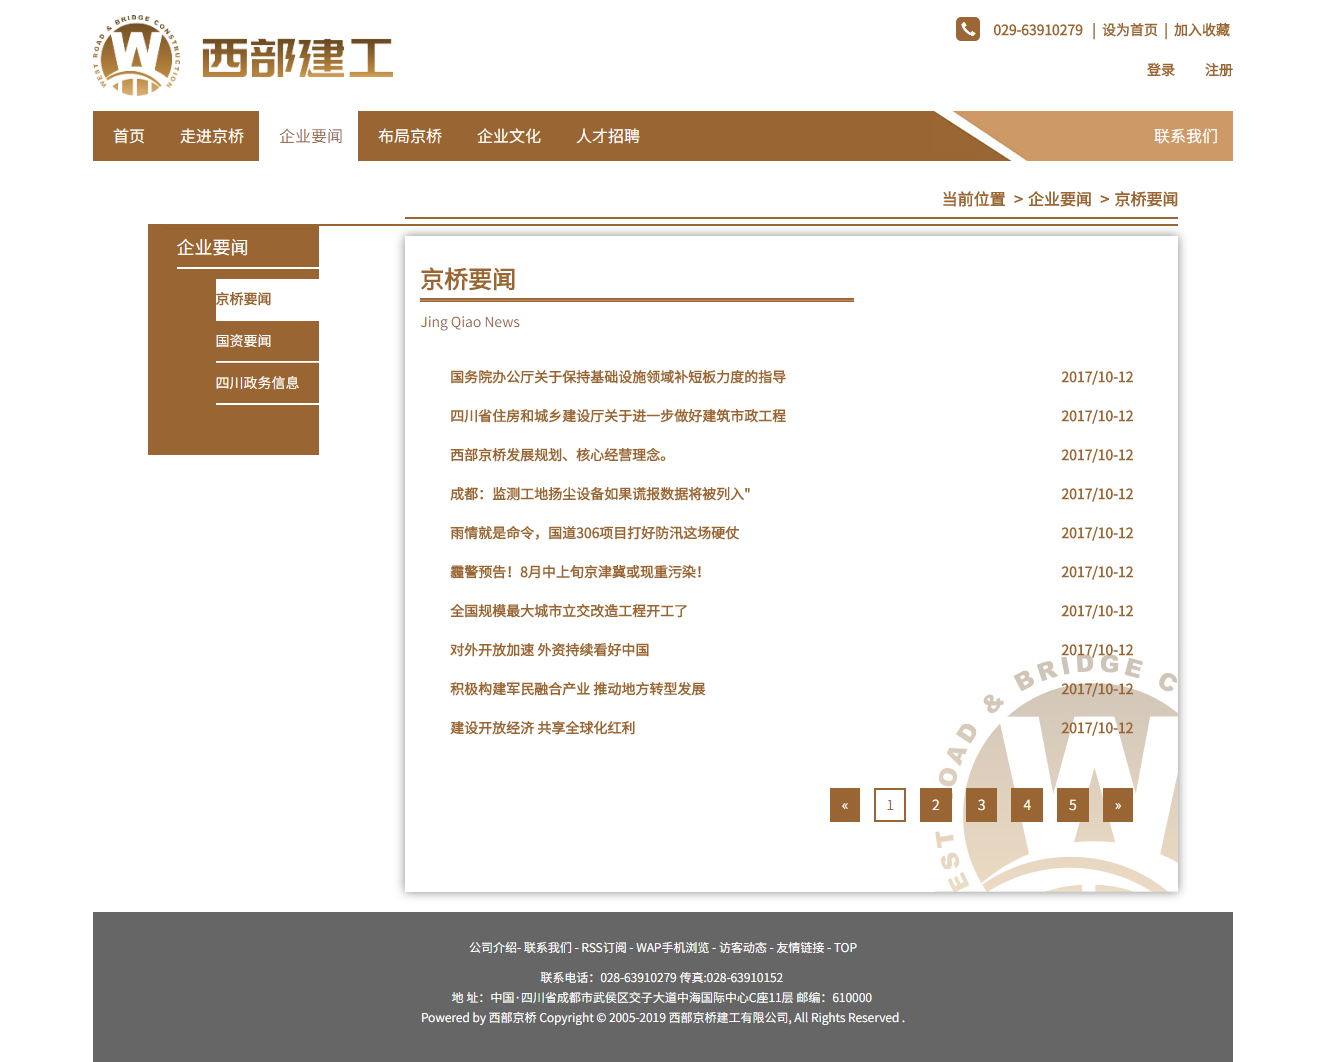 WEST ROAD & BRIDGE CONSTRUCTION
W
西部建工
029-63910279 | 设为首页 | 加入收藏
登录 注册
首页 走进京桥 企业要闻 布局京桥 企业文化 人才招聘 联系我们
当前位置 > 企业要闻 > 京桥要闻
企业要闻
京桥要闻
国资要闻
四川政务信息
京桥要闻
Jing Qiao News
国务院办公厅关于保持基础设施领域补短板力度的指导 2017/10-12
四川省住房和城乡建设厅关于进一步做好建筑市政工程 2017/10-12
西部京桥发展规划、核心经营理念。 2017/10-12
成都：监测工地扬尘设备如果谎报数据将被列入" 2017/10-12
雨情就是命令，国道306项目打好防汛这场硬仗 2017/10-12
霾警预告！8月中上旬京津冀或现重污染！ 2017/10-12
全国规模最大城市立交改造工程开工了 2017/10-12
对外开放加速 外资持续看好中国 2017/10-12
积极构建军民融合产业 推动地方转型发展 2017/10-12
建设开放经济 共享全球化红利 2017/10-12
EST OAD & BRIDGE C
W
« 1 2 3 4 5 »
公司介绍- 联系我们 - RSS订阅 - WAP手机浏览 - 访客动态 - 友情链接 - TOP
联系电话：028-63910279 传真:028-63910152
地 址：中国·四川省成都市武侯区交子大道中海国际中心C座11层 邮编：610000
Powered by 西部京桥 Copyright © 2005-2019 西部京桥建工有限公司, All Rights Reserved .